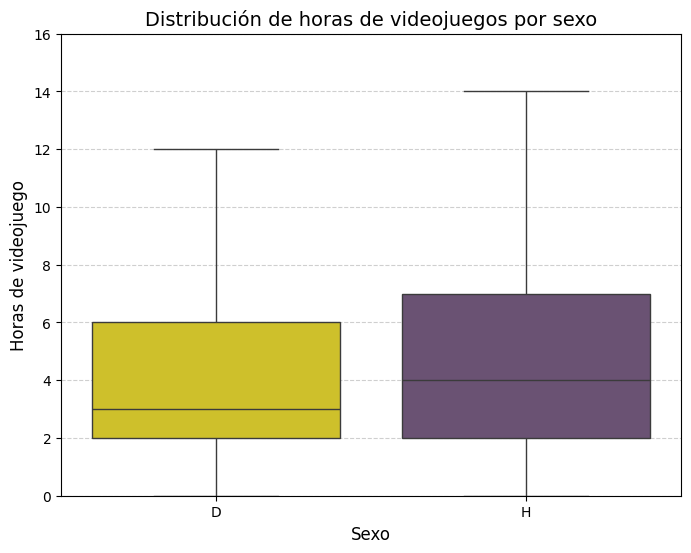 Distribución de horas de videojuegos por sexo
Horas de videojuego
16
14
12
10
8
6
4
2
0
D H
Sexo